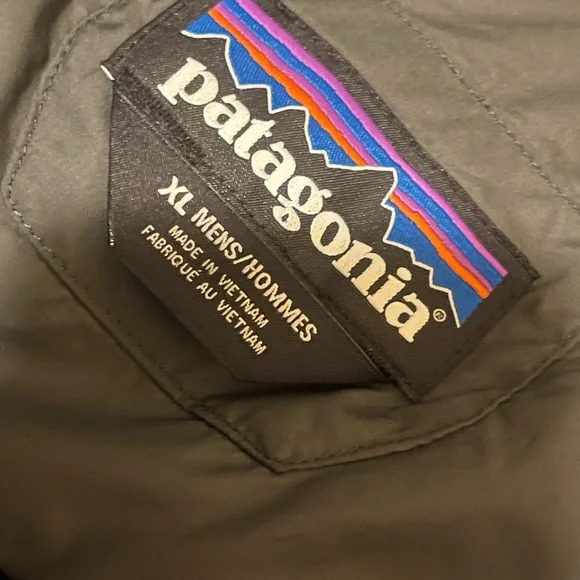 patagonia®
XL MENS/HOMMES
MADE IN VIETNAM
FABRIQUÉ AU VIETNAM